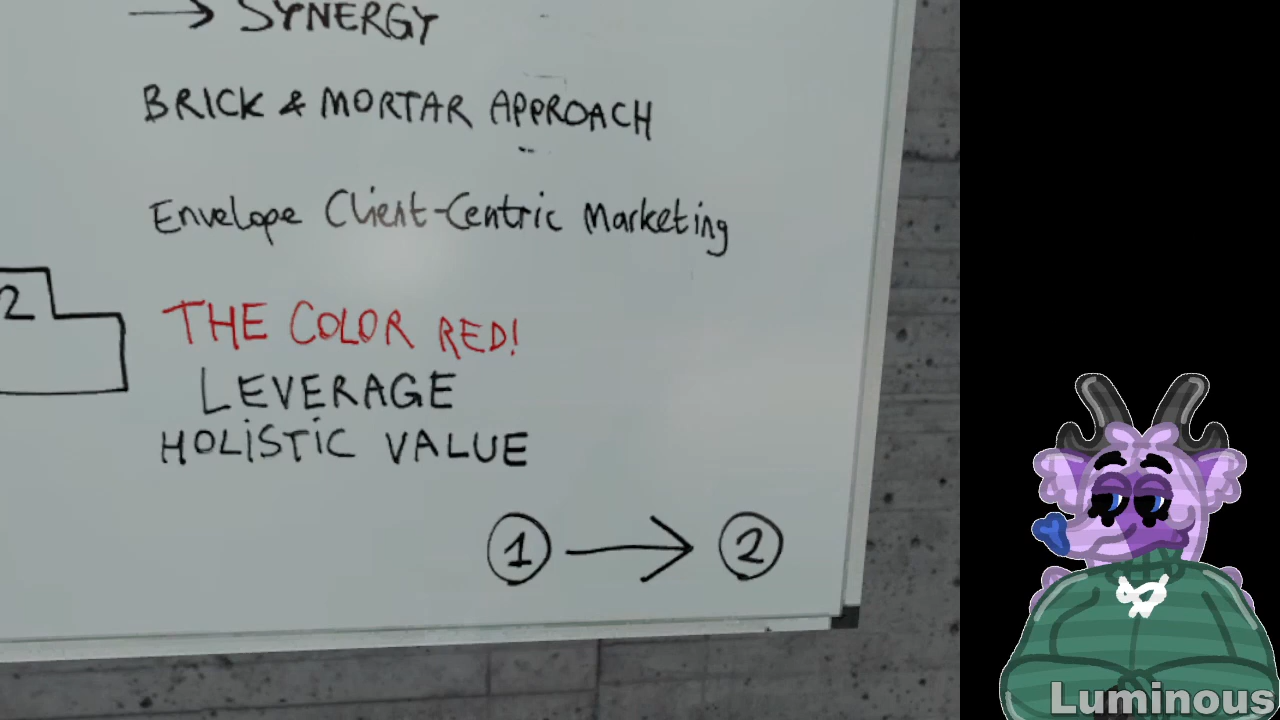 → SYNERGY
BRICK & MORTAR APPROACH
Envelope Client-Centric Marketing
2
THE COLOR RED!
LEVERAGE
HOLiSTiC VALUE
1 → 2
Luminous